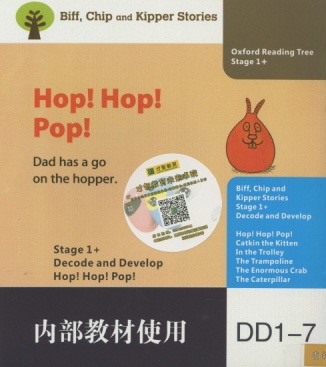 Biff, Chip and Kipper Stories
Oxford Reading Tree
Stage 1+
Hop! Hop!
Pop!
Dad has a go
on the hopper.
Biff, Chip and
Kipper Stories
Stage 1+
Decode and Develop
Hop! Hop! Pop!
Catkin the Kitten
In the Trolley
The Trampoline
The Enormous Crab
The Caterpillar
Stage 1+
Decode and Develop
Hop! Hop! Pop!
内部教材使用
DD1-7